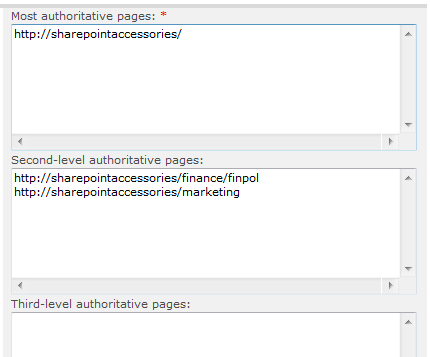 Most authoritative pages: *
http://sharepointaccessories/
Second-level authoritative pages:
http://sharepointaccessories/finance/finpol
http://sharepointaccessories/marketing
Third-level authoritative pages: